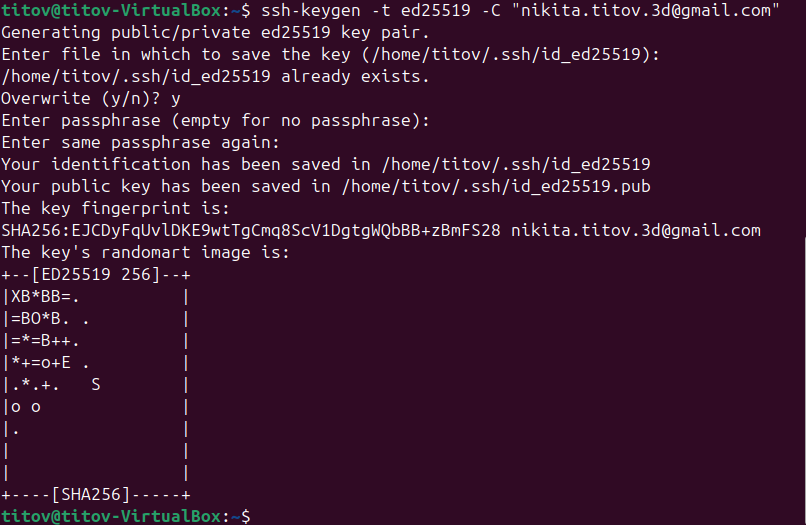 titov@titov-VirtualBox:~$ ssh-keygen -t ed25519 -C "nikita.titov.3d@gmail.com"
Generating public/private ed25519 key pair.
Enter file in which to save the key (/home/titov/.ssh/id_ed25519):
/home/titov/.ssh/id_ed25519 already exists.
Overwrite (y/n)? y
Enter passphrase (empty for no passphrase):
Enter same passphrase again:
Your identification has been saved in /home/titov/.ssh/id_ed25519
Your public key has been saved in /home/titov/.ssh/id_ed25519.pub
The key fingerprint is:
SHA256:EJCDyFqUvlDKE9wtTgCmq8ScV1DgtgWQbBB+zBmFS28 nikita.titov.3d@gmail.com
The key's randomart image is:
+--[ED25519 256]--+
|XB*BB=.          |
|=BO*B. .         |
|=*=B++.          |
|*+=o+E .         |
|.*.+.   S        |
|o o              |
|.                |
|                 |
|                 |
+----[SHA256]-----+
titov@titov-VirtualBox:~$